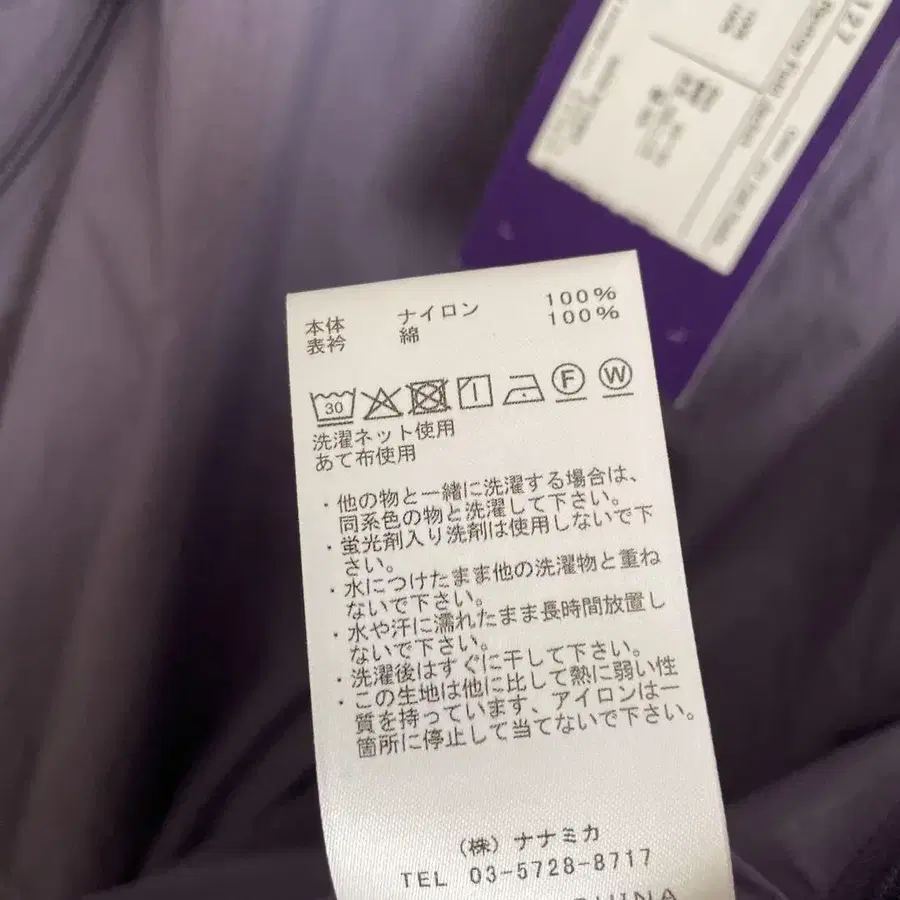 本体 ナイロン 100%
表衿 綿 100%
30 F W
洗濯ネット使用
あて布使用
・他の物と一緒に洗濯する場合は、
同系色の物と洗濯して下さい。
・蛍光剤入り洗剤は使用しないで下
さい。
・水につけたまま他の洗濯物と重ね
ないで下さい。
・水や汗に濡れたまま長時間放置し
ないで下さい。
・洗濯後はすぐに干して下さい。
・この生地は他に比して熱に弱い性
質を持っています、アイロンは一
箇所に停止して当てないで下さい。
(株) ナナミカ
TEL 03-5728-8717
CHINA